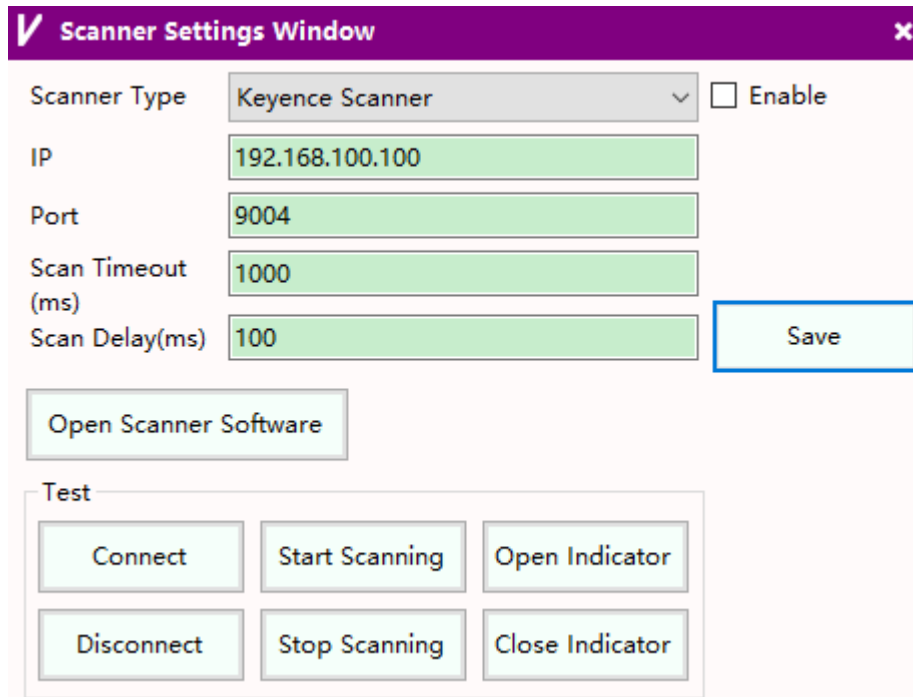 Scanner Settings Window
Scanner Type
Keyence Scanner
Enable
IP
192.168.100.100
Port
9004
Scan Timeout
(ms)
1000
Scan Delay(ms)
100
Save
Open Scanner Software
Test
Connect
Start Scanning
Open Indicator
Disconnect
Stop Scanning
Close Indicator